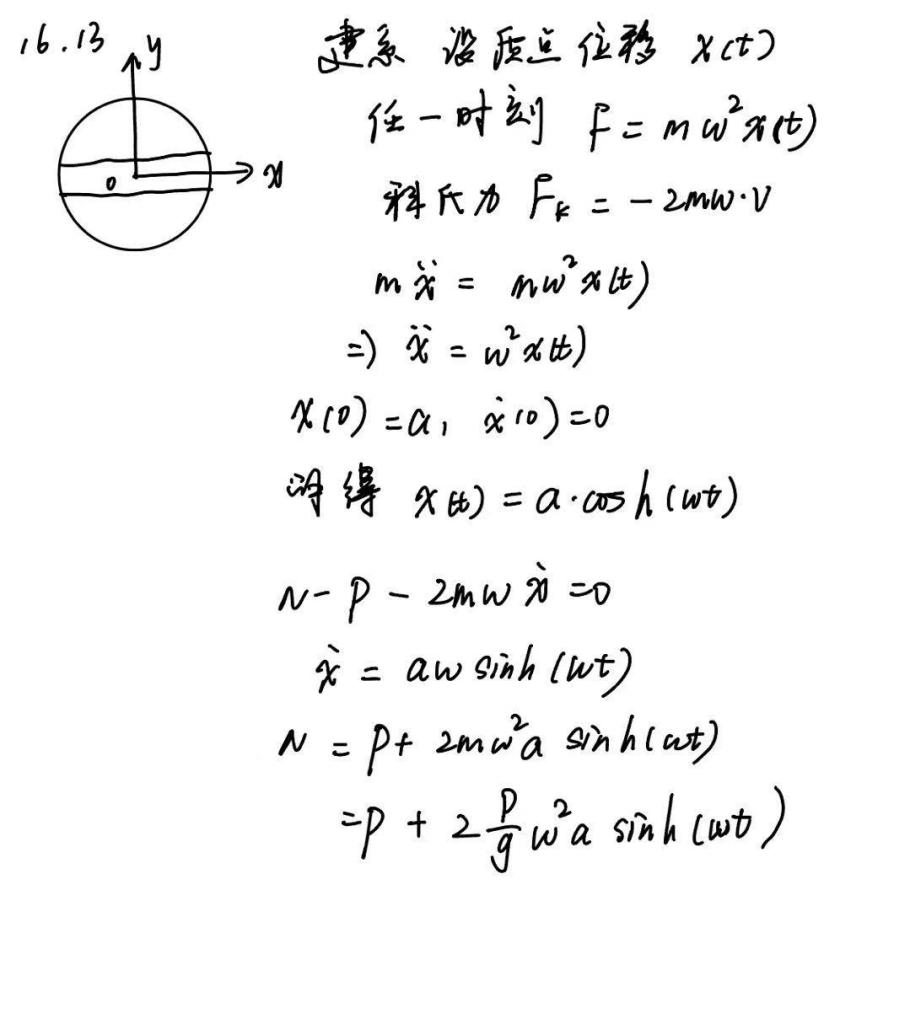 16.13
y
0
x
建系 设质点位移 x(t)
任一时刻 F = mω²x(t)
科氏力 Fₖ = -2mω·V
mẍ = mω²x(t)
=) ẍ = ω²x(t)
x(0) = a, ẋ(0) = 0
解得 x(t) = a·cosh(ωt)
N - P - 2mωẋ = 0
ẋ = aω sinh(ωt)
N = P + 2mω²a sinh(ωt)
= P + 2 P/g ω²a sinh(ωt)